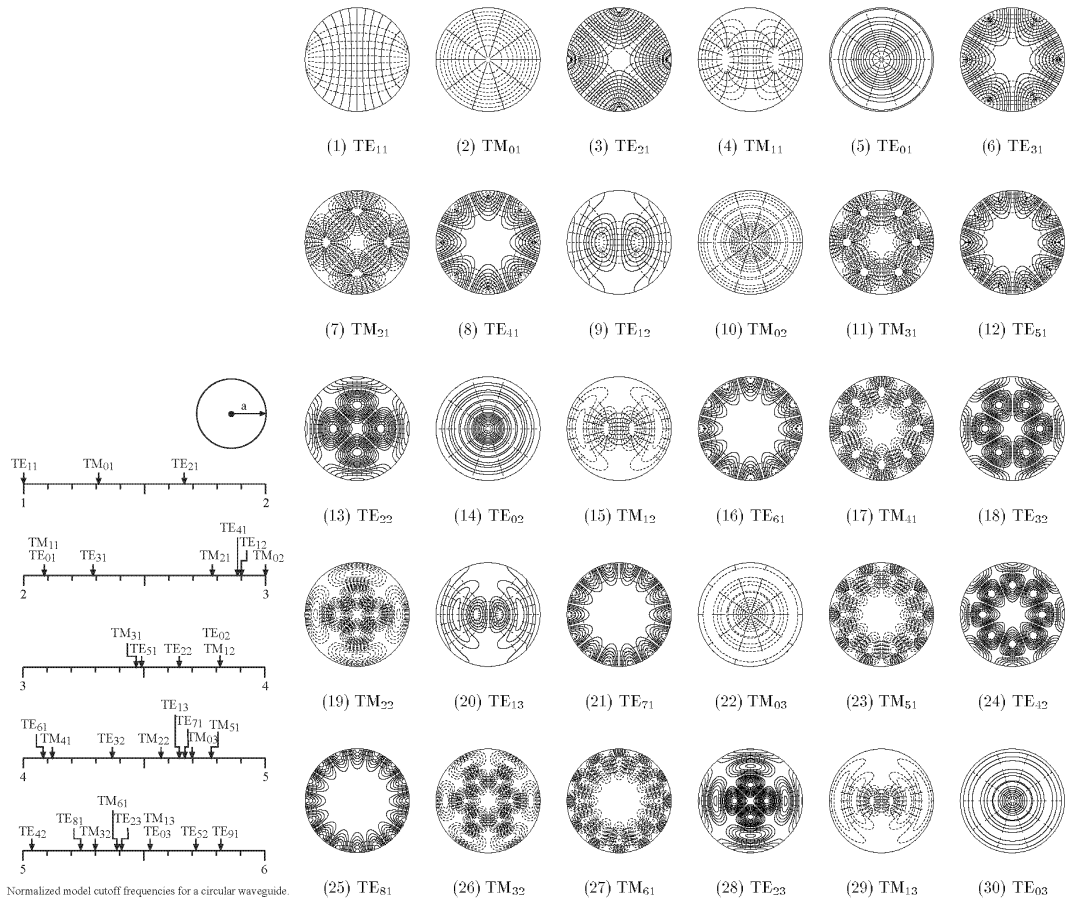 (1) TE₁₁ (2) TM₀₁ (3) TE₂₁ (4) TM₁₁ (5) TE₀₁ (6) TE₃₁
(7) TM₂₁ (8) TE₄₁ (9) TE₁₂ (10) TM₀₂ (11) TM₃₁ (12) TE₅₁
a
TE₁₁ TM₀₁ TE₂₁
1 2
(13) TE₂₂ (14) TE₀₂ (15) TM₁₂ (16) TE₆₁ (17) TM₄₁ (18) TE₃₂
TE₄₁
TM₁₁ TE₁₂
TE₀₁ TE₃₁ TM₂₁ TM₀₂
2 3
TM₃₁ TE₀₂
TE₅₁ TE₂₂ TM₁₂
3 4
(19) TM₂₂ (20) TE₁₃ (21) TE₇₁ (22) TM₀₃ (23) TM₅₁ (24) TE₄₂
TE₁₃
TE₆₁ TE₇₁ TM₅₁
TM₄₁ TE₃₂ TM₂₂ TM₀₃
4 5
TM₆₁
TE₈₁ TE₂₃ TM₁₃
TE₄₂ TM₃₂ TE₀₃ TE₅₂ TE₉₁
5 6
Normalized model cutoff frequencies for a circular waveguide.
(25) TE₈₁ (26) TM₃₂ (27) TM₆₁ (28) TE₂₃ (29) TM₁₃ (30) TE₀₃